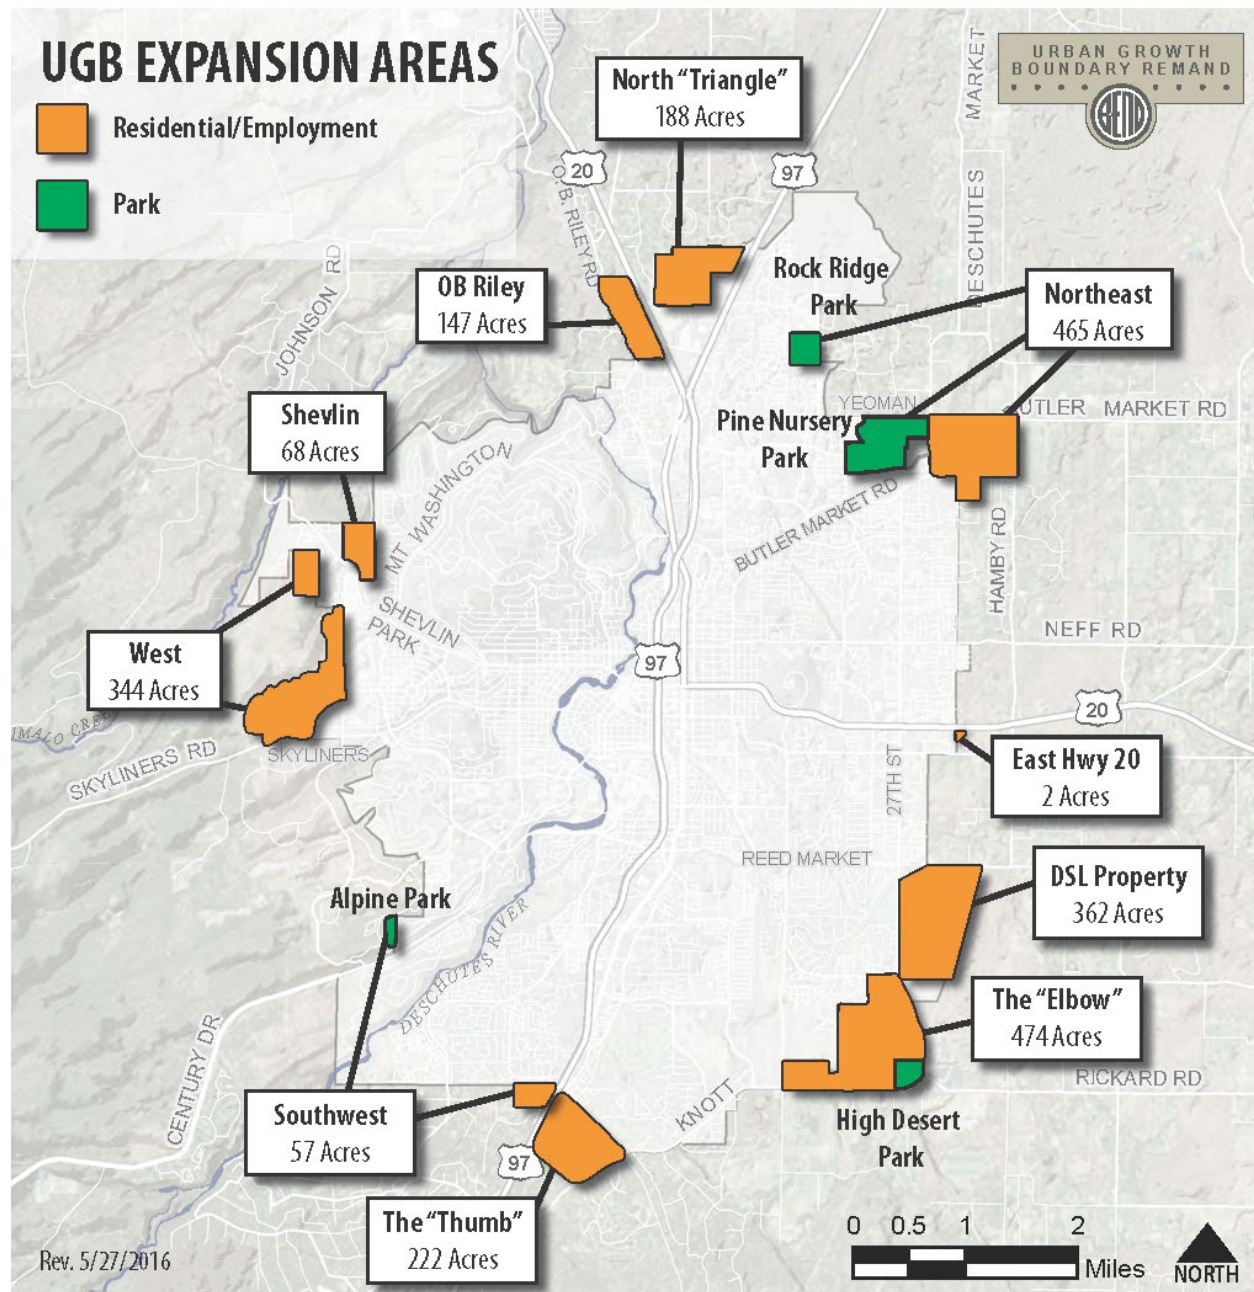 UGB EXPANSION AREAS
Residential/Employment
Park
URBAN GROWTH
BOUNDARY REMAND
BEND
North "Triangle"
188 Acres
20
97
O. B. RILEY RD
DESCHUTES MARKET
JOHNSON RD
OB Riley
147 Acres
Rock Ridge
Park
Northeast
465 Acres
Shevlin
68 Acres
YEOMAN
BUTLER MARKET RD
Pine Nursery
Park
MT WASHINGTON
BUTLER MARKET RD
HAMBY RD
SHEVLIN
PARK
NEFF RD
West
344 Acres
97
20
SKYLINERS RD
SKYLINERS
27TH ST
East Hwy 20
2 Acres
REED MARKET
DSL Property
362 Acres
Alpine Park
DESCHUTES RIVER
The "Elbow"
474 Acres
CENTURY DR
RICKARD RD
KNOTT
Southwest
57 Acres
High Desert
Park
97
The "Thumb"
222 Acres
0 0.5 1 2
Miles
NORTH
Rev. 5/27/2016